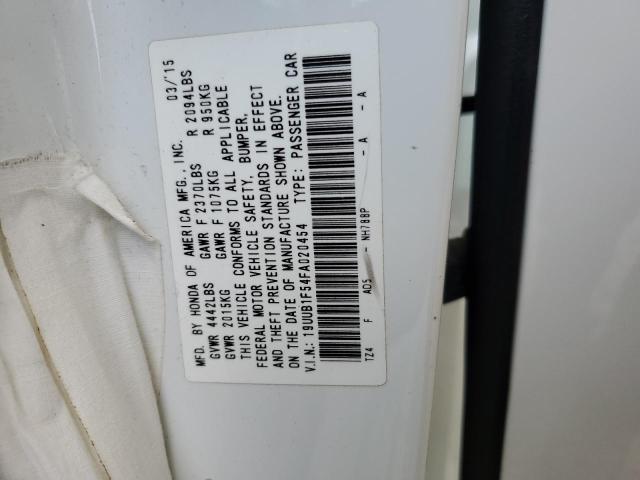 MFD. BY HONDA OF AMERICA MFG., INC. 03/'15
GVWR 4442LBS GAWR F 2370LBS R 2094LBS
GVWR 2015KG GAWR F 1075KG R 950KG
THIS VEHICLE CONFORMS TO ALL APPLICABLE
FEDERAL MOTOR VEHICLE SAFETY, BUMPER,
AND THEFT PREVENTION STANDARDS IN EFFECT
ON THE DATE OF MANUFACTURE SHOWN ABOVE.
V.I.N.: 19UUB1F54FA020454 TYPE: PASSENGER CAR
TZ4 F AD5 - NH788P - A - A